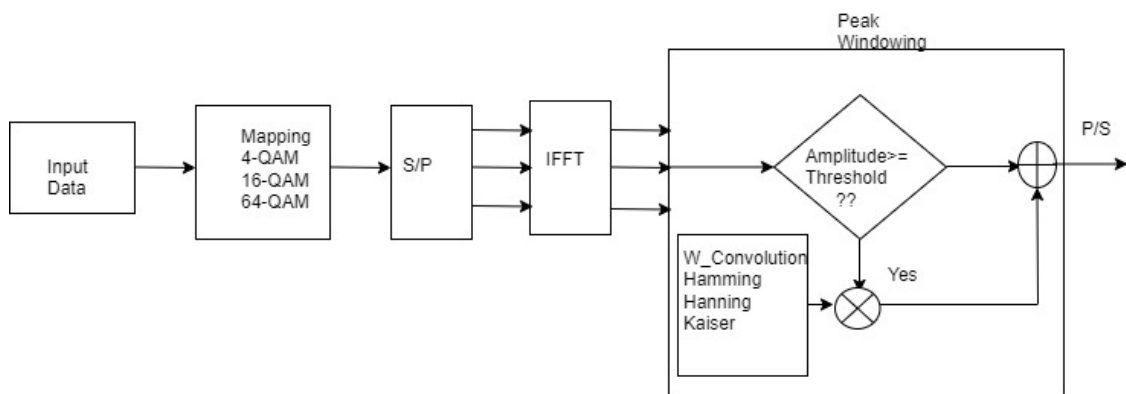 Peak
Windowing
Input
Data
Mapping
4-QAM
16-QAM
64-QAM
S/P
IFFT
Amplitude>=
Threshold
??
P/S
W_Convolution
Hamming
Hanning
Kaiser
Yes